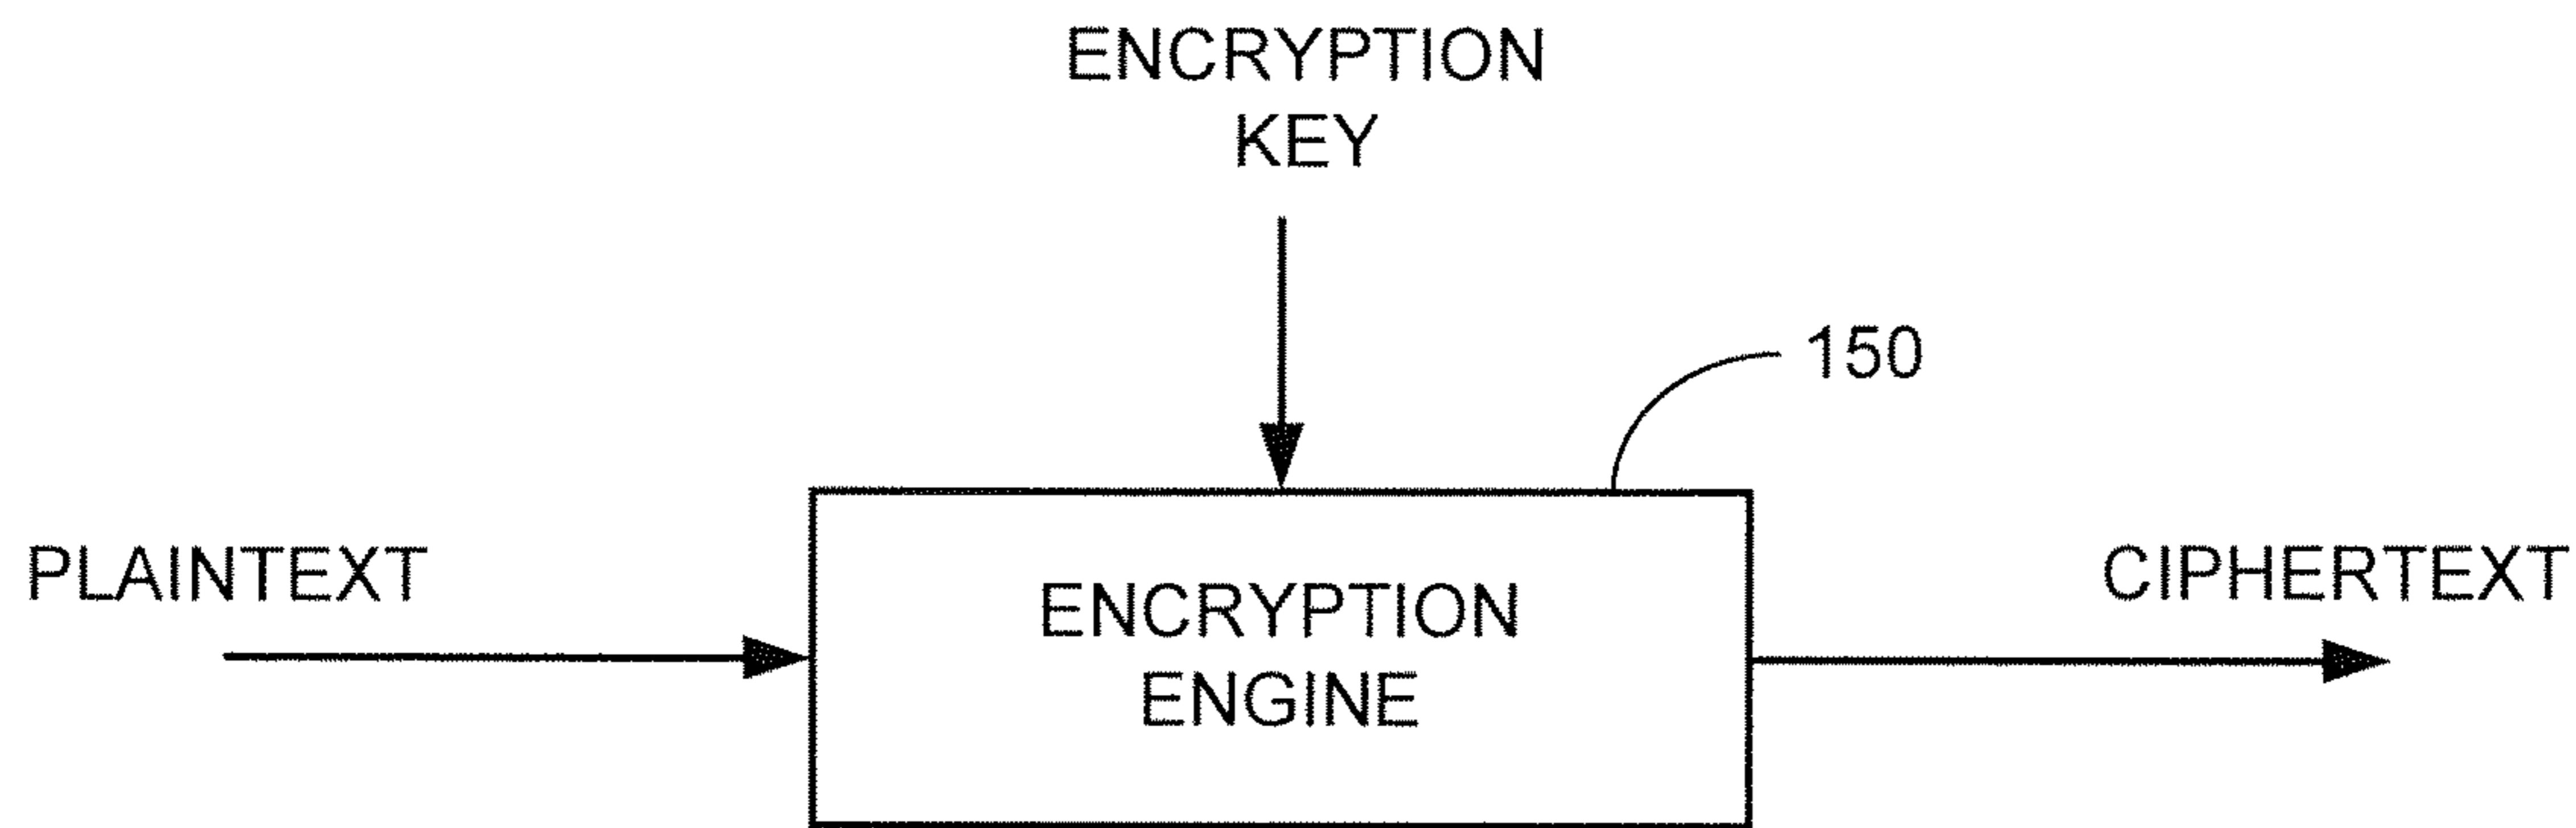 ENCRYPTION
KEY
150
PLAINTEXT
ENCRYPTION
ENGINE
CIPHERTEXT